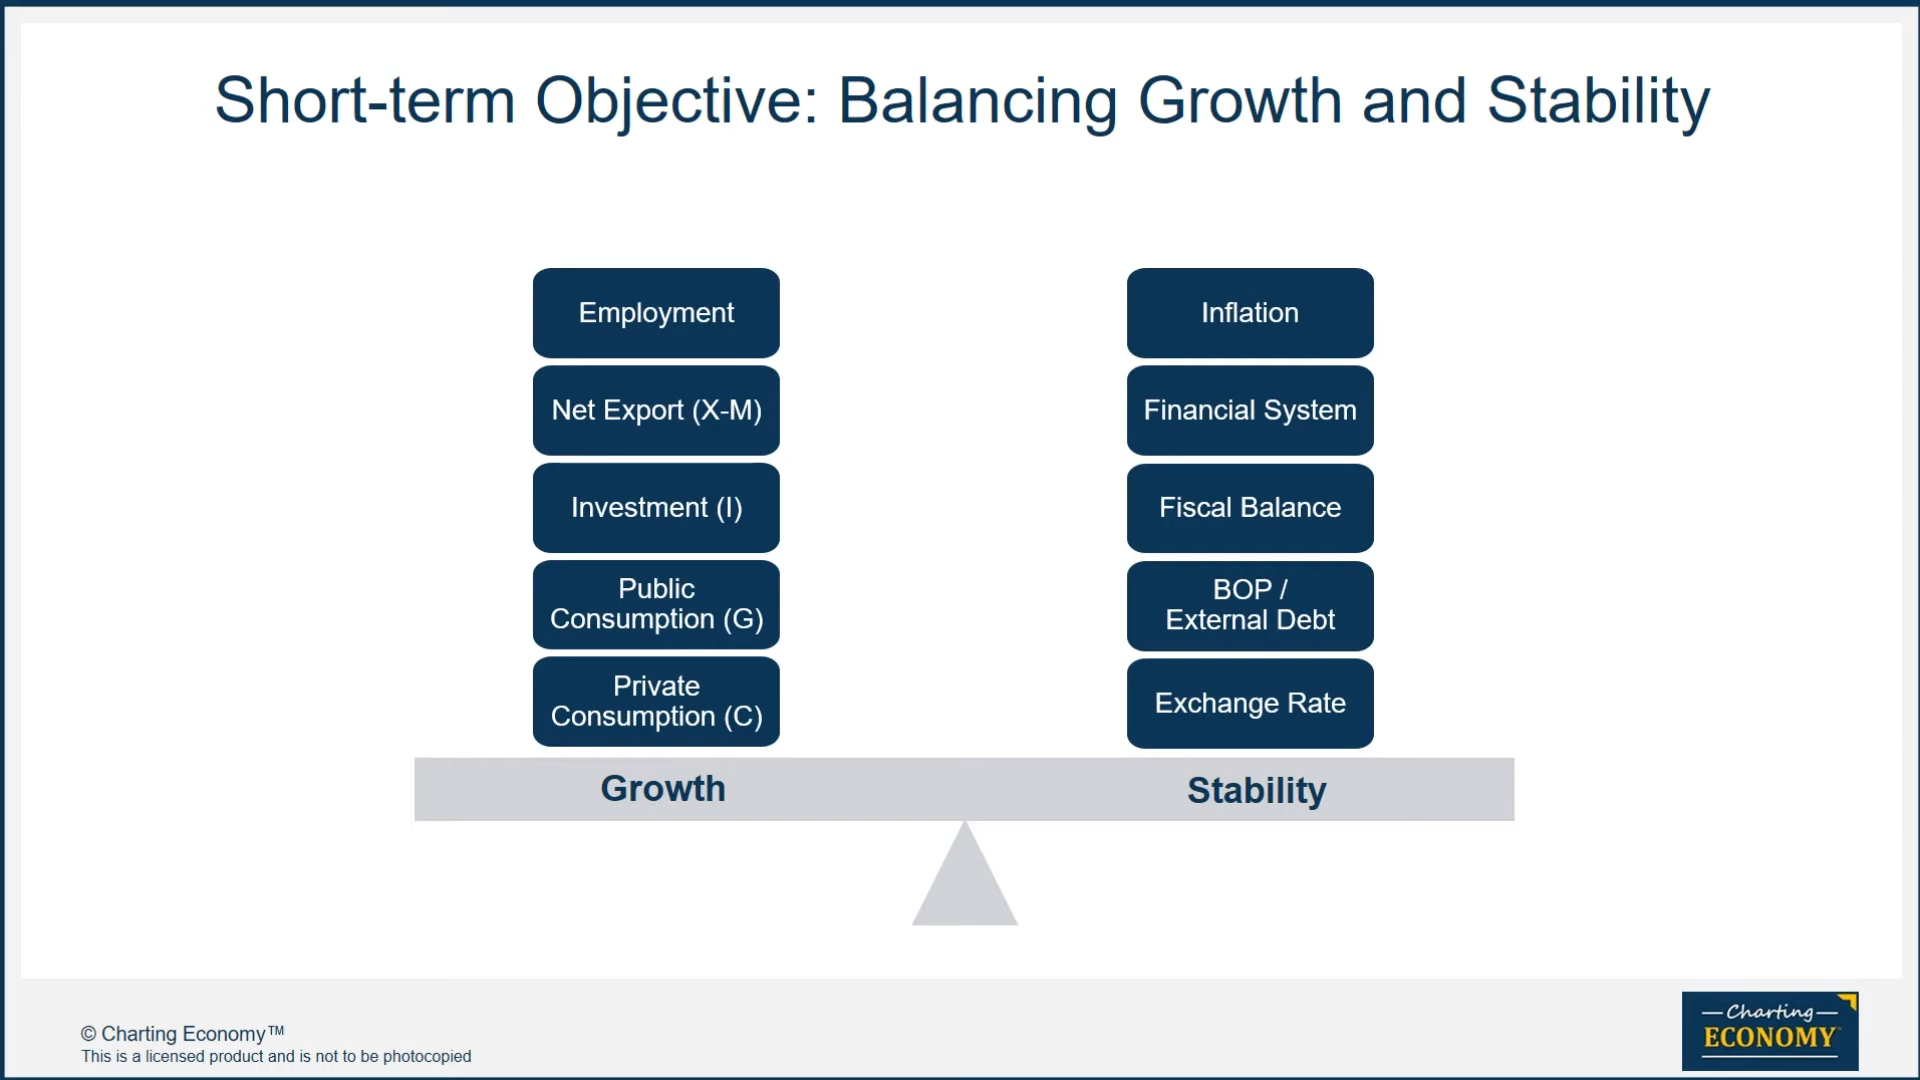 Short-term Objective: Balancing Growth and Stability
Employment
Net Export (X-M)
Investment (I)
Public
Consumption (G)
Private
Consumption (C)
Growth
Inflation
Financial System
Fiscal Balance
BOP /
External Debt
Exchange Rate
Stability
© Charting Economy™
This is a licensed product and is not to be photocopied
Charting
ECONOMY